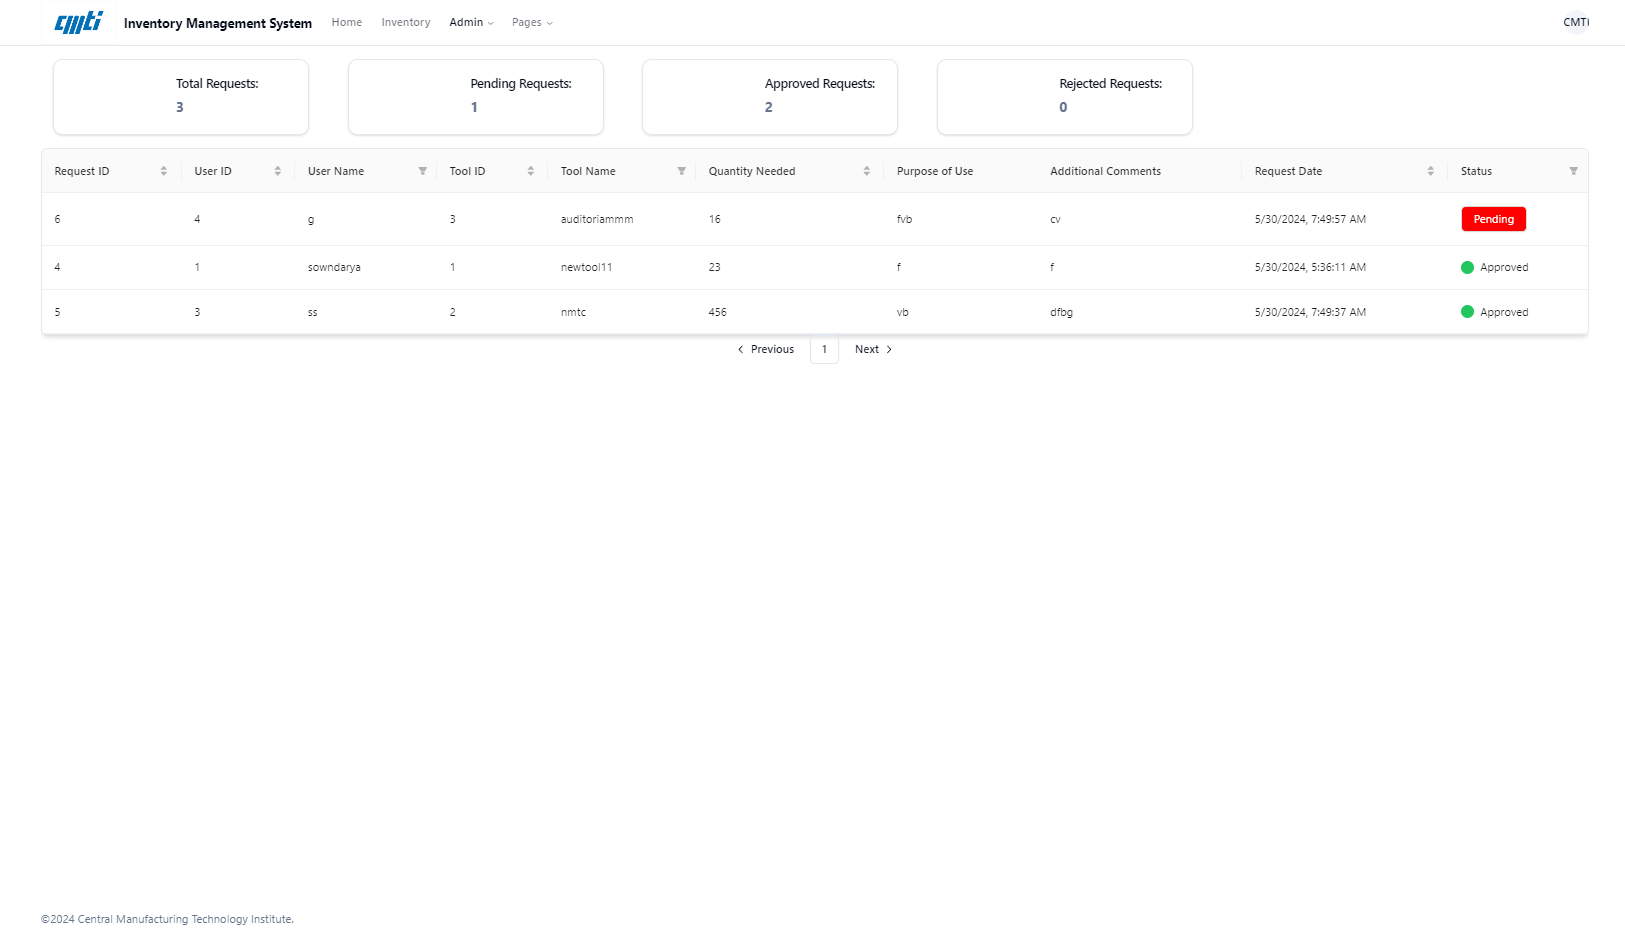 cmti Inventory Management System Home Inventory Admin Pages CMTI
Total Requests: Pending Requests: Approved Requests: Rejected Requests:
3 1 2 0
Request ID User ID User Name Tool ID Tool Name Quantity Needed Purpose of Use Additional Comments Request Date Status
6 4 g 3 auditoriammm 16 fvb cv 5/30/2024, 7:49:57 AM Pending
4 1 sowndarya 1 newtool11 23 f f 5/30/2024, 5:36:11 AM Approved
5 3 ss 2 nmtc 456 vb dfbg 5/30/2024, 7:49:37 AM Approved
Previous 1 Next
©2024 Central Manufacturing Technology Institute.